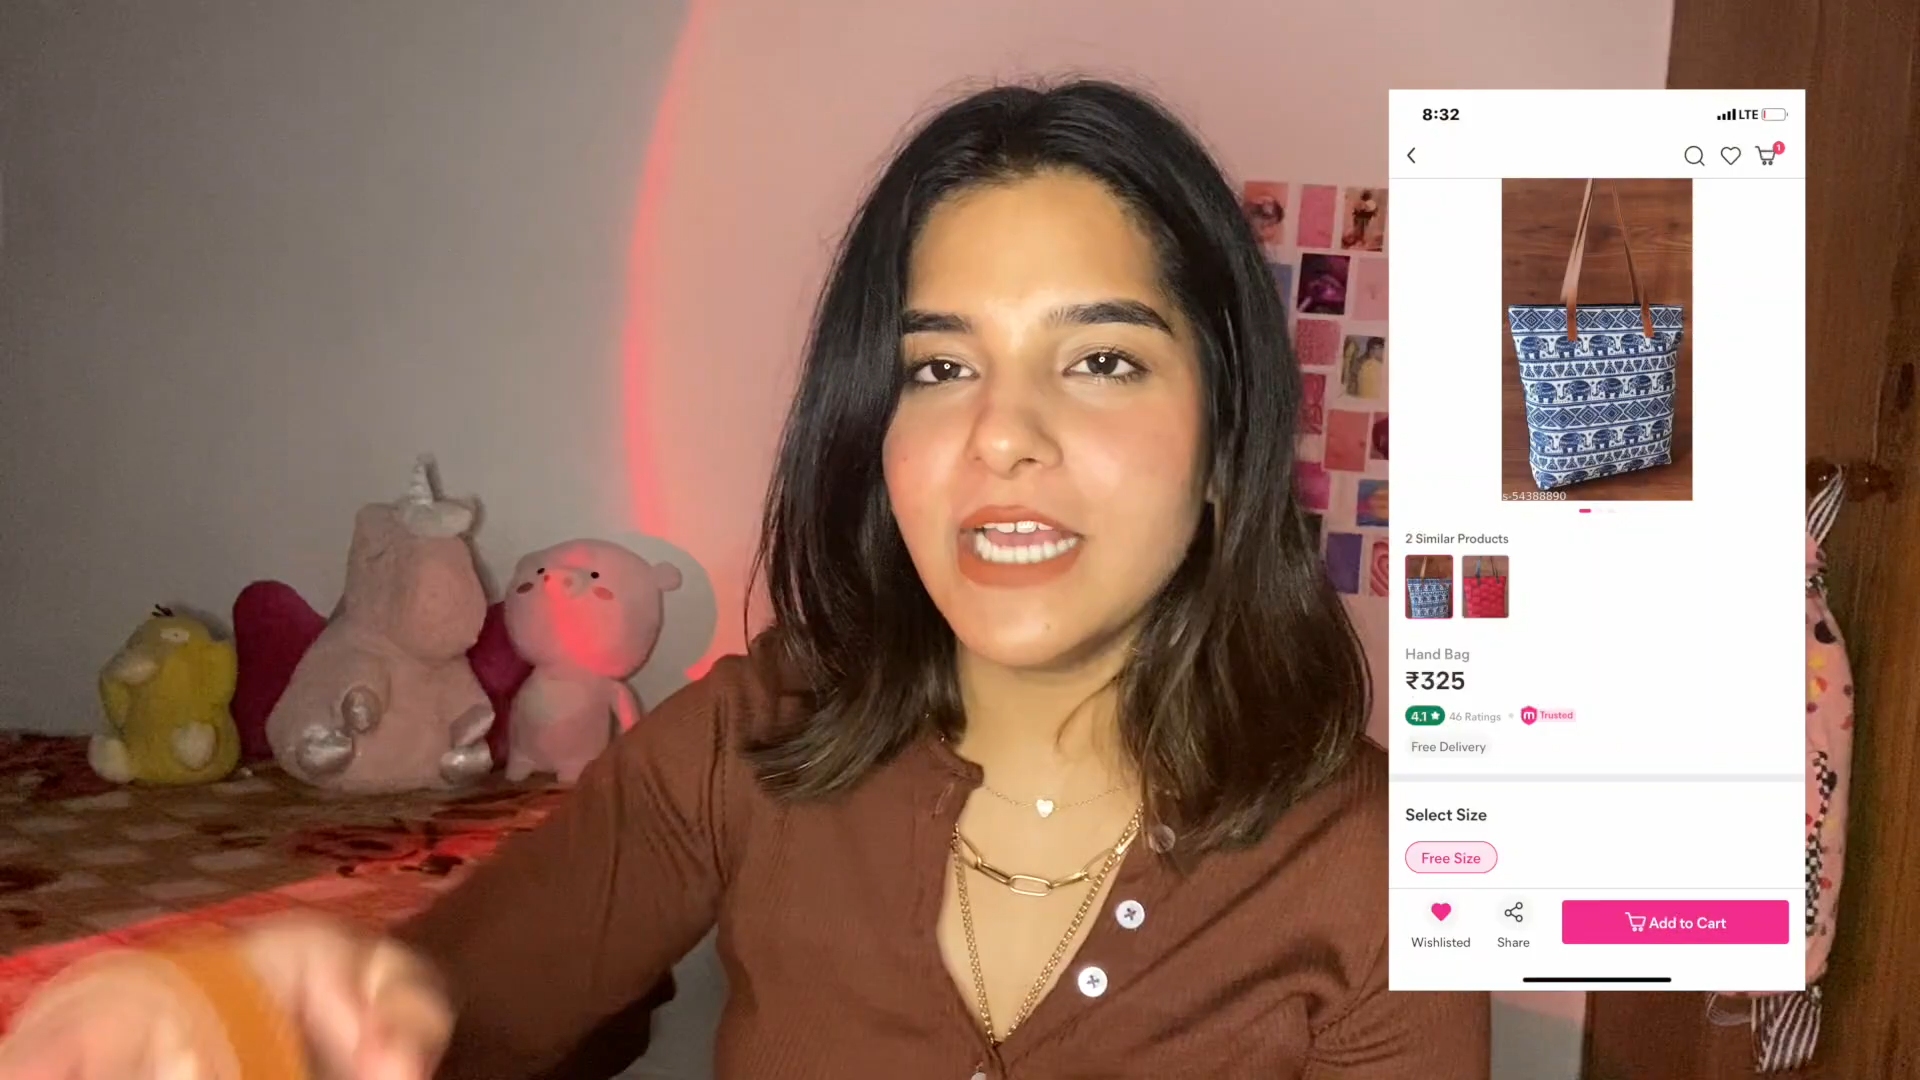 8:32
LTE
1
s-54388890
2 Similar Products
Hand Bag
₹325
4.1 ★ 46 Ratings • m Trusted
Free Delivery
Select Size
Free Size
Wishlisted
Share
Add to Cart